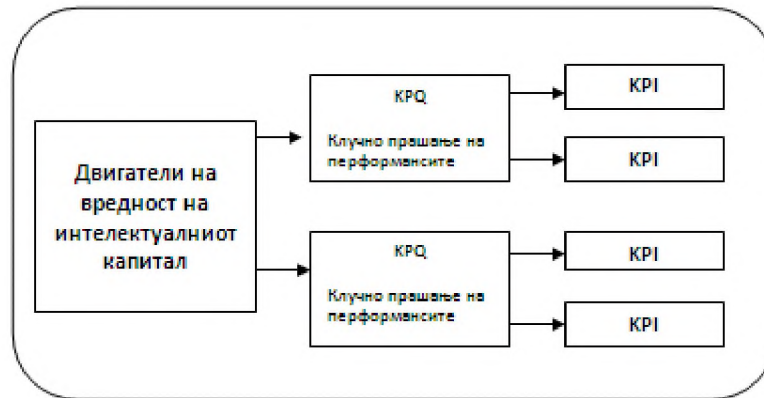 Двигатели на
вредност на
интелектуалниот
капитал
KPQ
Клучно прашање на
перформансите
KPI
KPI
KPQ
Клучно прашање на
перформансите
KPI
KPI